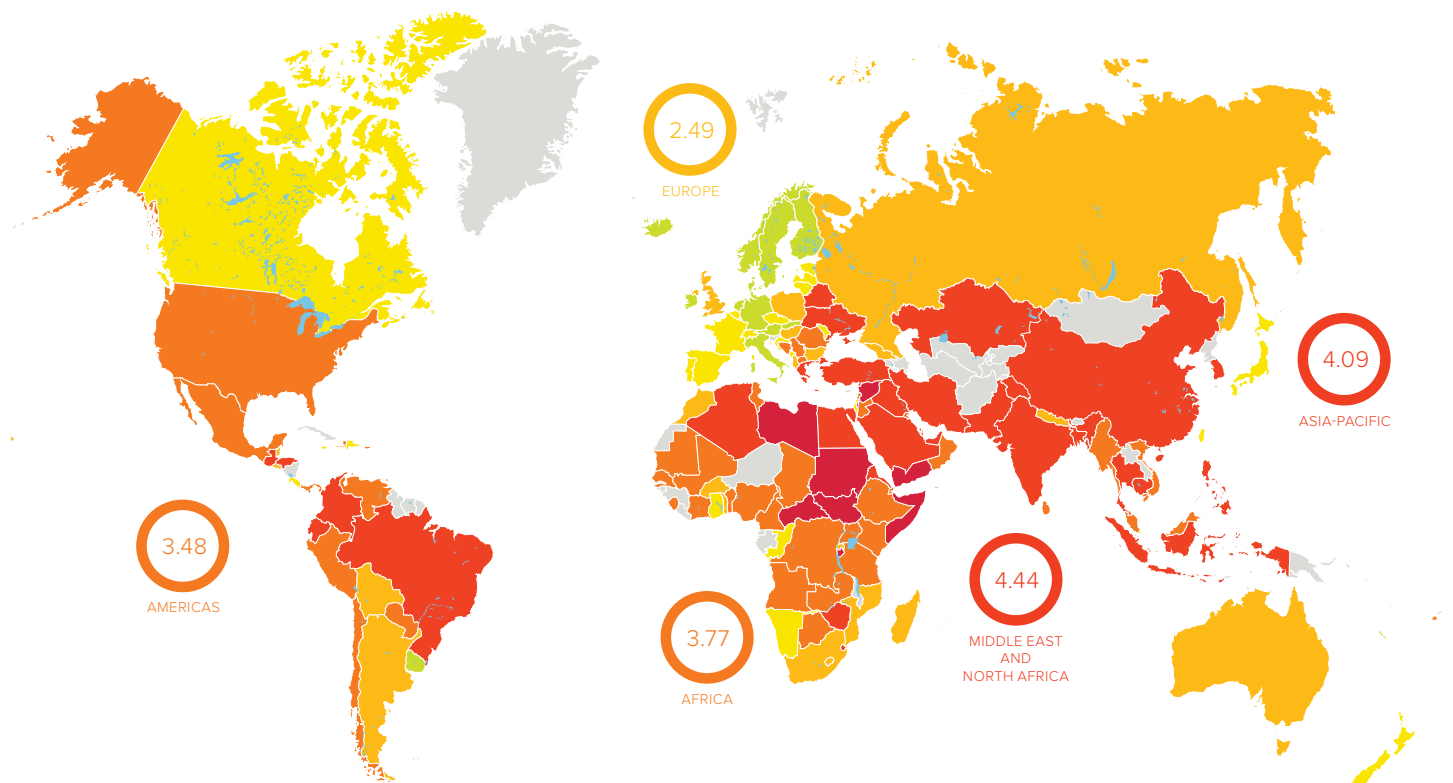 2.49
EUROPE
4.09
ASIA-PACIFIC
3.48
AMERICAS
4.44
MIDDLE EAST
AND
NORTH AFRICA
3.77
AFRICA